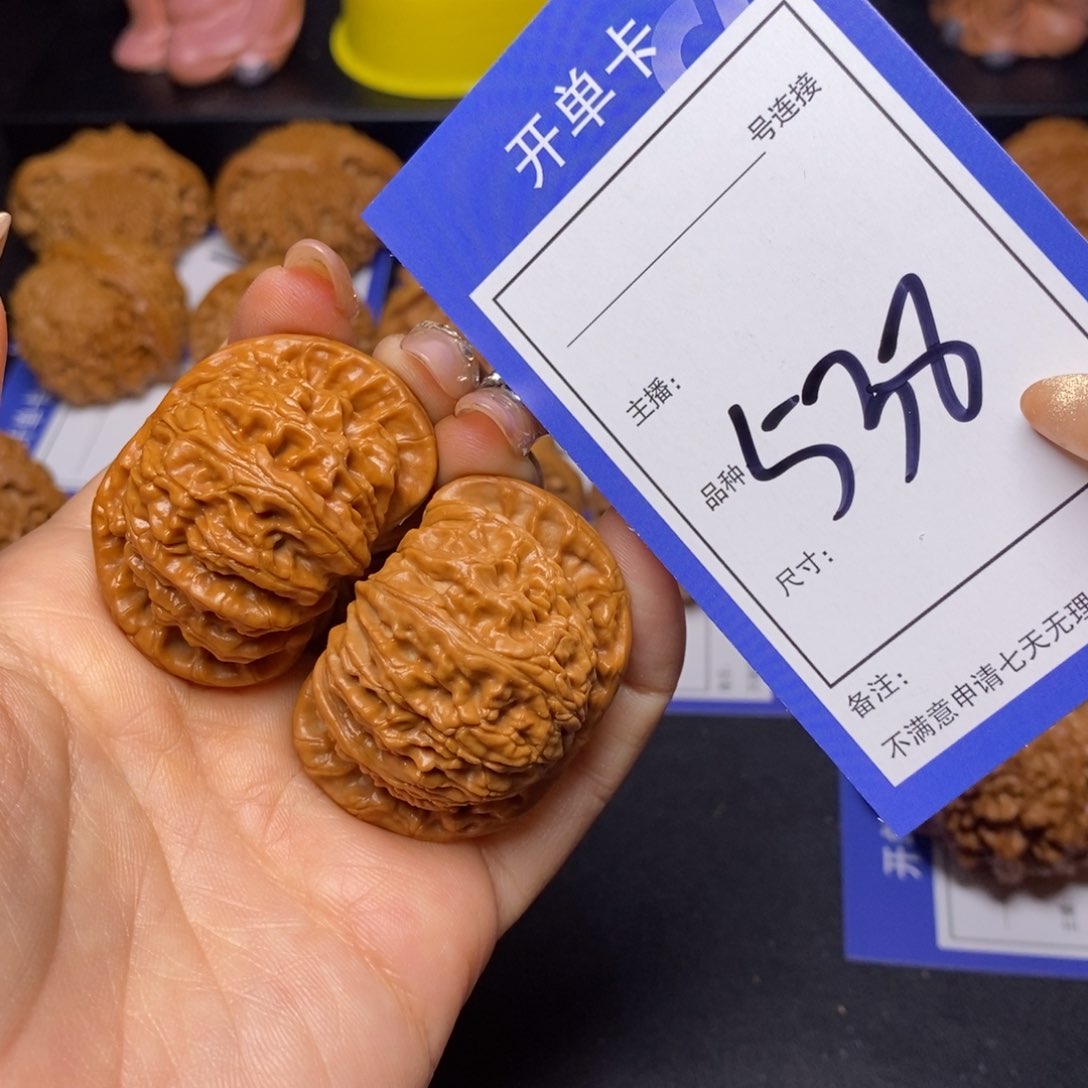 开单卡
号连接
主播：
品种
538
尺寸：
备注：
不满意申请七天无理